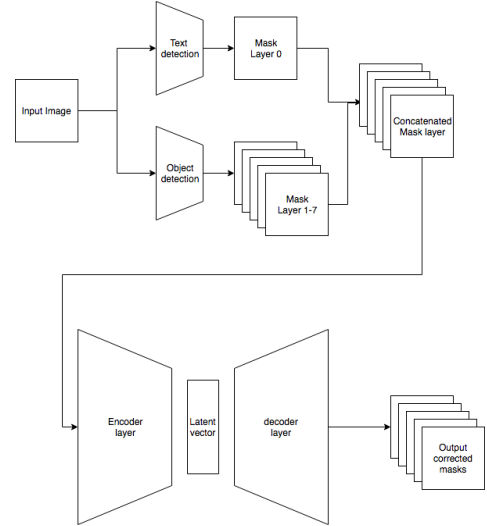 Text
detection
Mask
Layer 0
Input Image
Concatenated
Mask layer
Object
detection
Mask
Layer 1-7
Encoder
layer
Latent
vector
decoder
layer
Output
corrected
masks